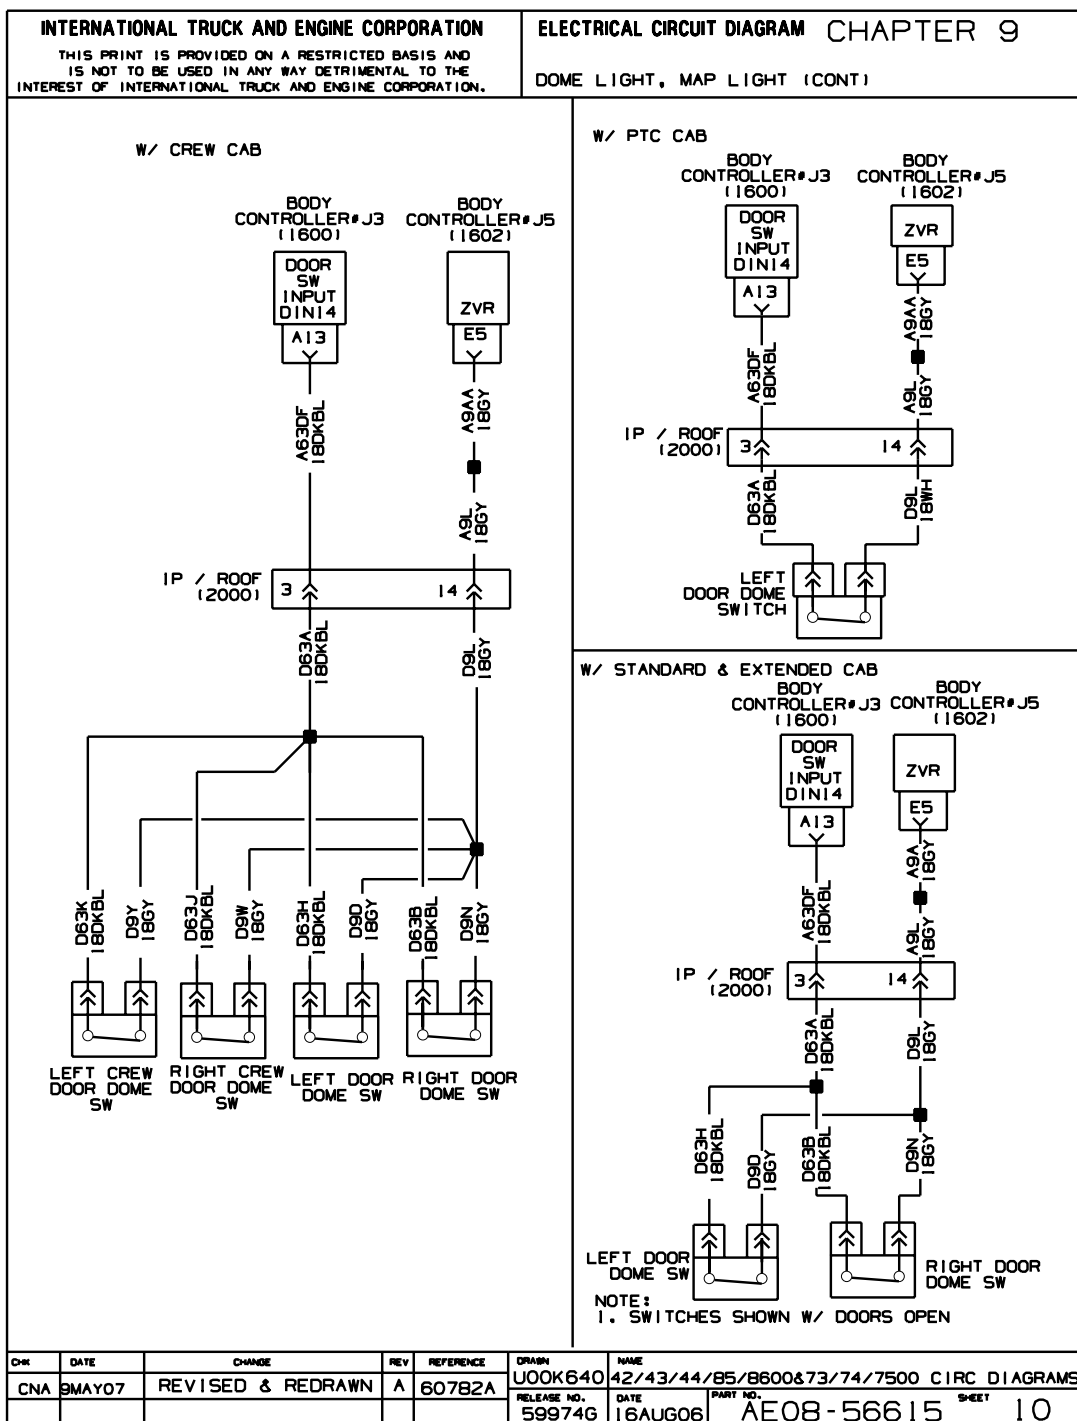 INTERNATIONAL TRUCK AND ENGINE CORPORATION
THIS PRINT IS PROVIDED ON A RESTRICTED BASIS AND
IS NOT TO BE USED IN ANY WAY DETRIMENTAL TO THE
INTEREST OF INTERNATIONAL TRUCK AND ENGINE CORPORATION.
ELECTRICAL CIRCUIT DIAGRAM CHAPTER 9
DOME LIGHT, MAP LIGHT (CONT)
W/ CREW CAB
BODY
CONTROLLER#J3
(1600)
BODY
CONTROLLER#J5
(1602)
DOOR
SW
INPUT
DIN14
A13
ZVR
E5
A63DF
18DKBL
A9AA
18GY
A9L
18GY
IP / ROOF
(2000)
3
14
D63A
18DKBL
D9L
18GY
D63K
18DKBL
D9Y
18GY
D63J
18DKBL
D9W
18GY
D63H
18DKBL
D9D
18GY
D63B
18DKBL
D9N
18GY
LEFT CREW
DOOR DOME
SW
RIGHT CREW
DOOR DOME
SW
LEFT DOOR
DOME SW
RIGHT DOOR
DOME SW
W/ PTC CAB
BODY
CONTROLLER#J3
(1600)
BODY
CONTROLLER#J5
(1602)
DOOR
SW
INPUT
DIN14
A13
ZVR
E5
A63DF
18DKBL
A9AA
18GY
A9L
18GY
IP / ROOF
(2000)
3
14
D63A
18DKBL
D9L
18WH
LEFT
DOOR DOME
SWITCH
W/ STANDARD & EXTENDED CAB
BODY
CONTROLLER#J3
(1600)
BODY
CONTROLLER#J5
(1602)
DOOR
SW
INPUT
DIN14
A13
ZVR
E5
A63DF
18DKBL
A9A
18GY
A9L
18GY
IP / ROOF
(2000)
3
14
D63A
18DKBL
D9L
18GY
D63H
18DKBL
D9D
18GY
D63B
18DKBL
D9N
18GY
LEFT DOOR
DOME SW
RIGHT DOOR
DOME SW
NOTE:
1. SWITCHES SHOWN W/ DOORS OPEN
CHK DATE CHANGE REV REFERENCE
CNA 9MAY07 REVISED & REDRAWN A 60782A
DRAWN
U00K640
NAME
42/43/44/85/8600&73/74/7500 CIRC DIAGRAMS
RELEASE NO.
59974G
DATE
16AUG06
PART NO.
AE08-56615
SHEET
10